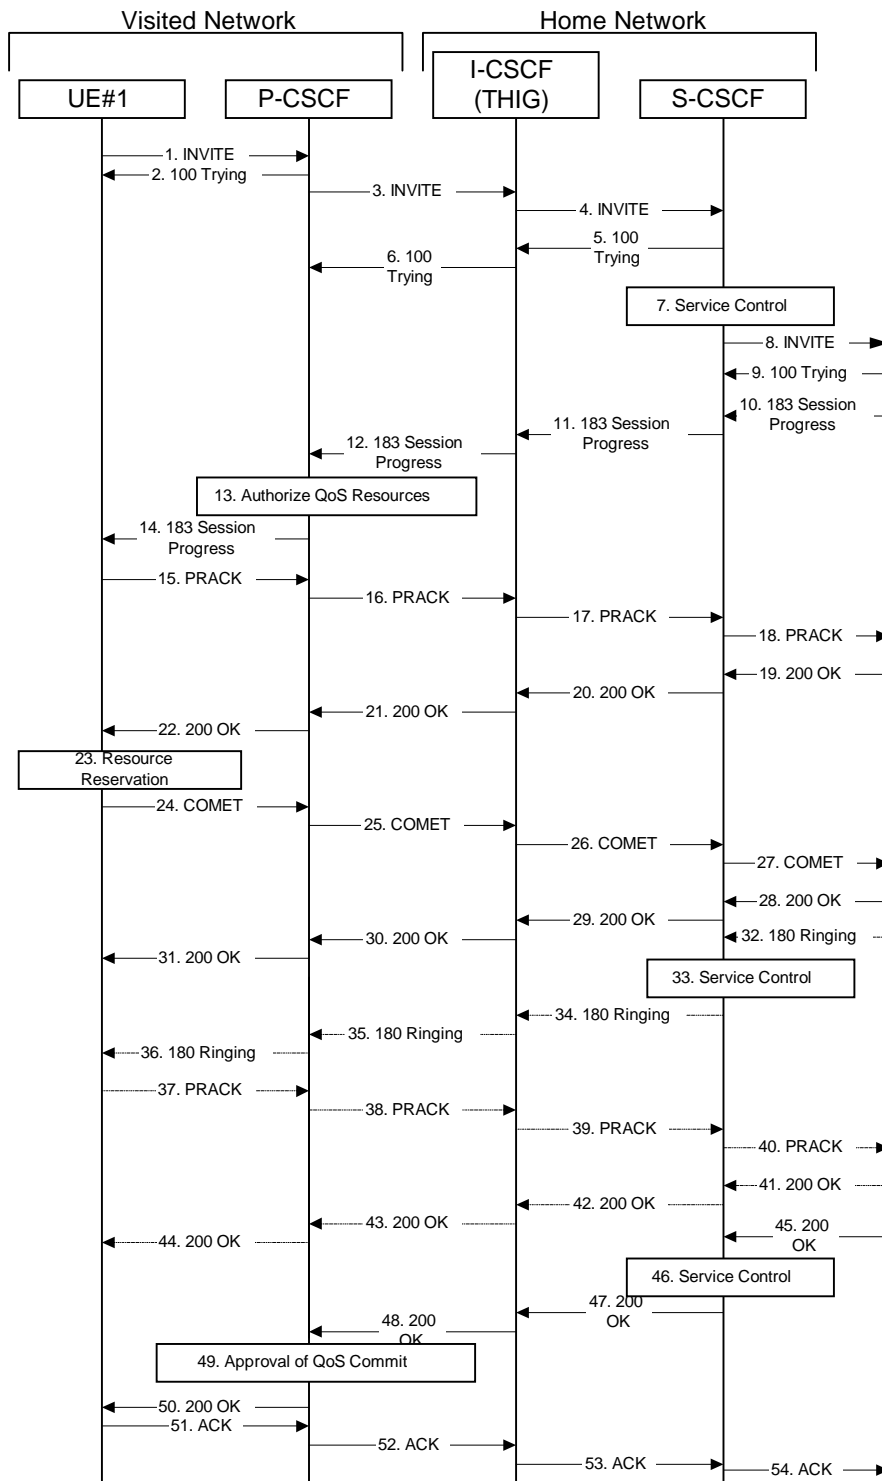 Visited Network
Home Network
UE#1
P-CSCF
I-CSCF
(THIG)
S-CSCF
1. INVITE
2. 100 Trying
3. INVITE
4. INVITE
5. 100
Trying
6. 100
Trying
7. Service Control
8. INVITE
9. 100 Trying
10. 183 Session
Progress
11. 183 Session
Progress
12. 183 Session
Progress
13. Authorize QoS Resources
14. 183 Session
Progress
15. PRACK
16. PRACK
17. PRACK
18. PRACK
19. 200 OK
20. 200 OK
21. 200 OK
22. 200 OK
23. Resource
Reservation
24. COMET
25. COMET
26. COMET
27. COMET
28. 200 OK
29. 200 OK
30. 200 OK
31. 200 OK
32. 180 Ringing
33. Service Control
34. 180 Ringing
35. 180 Ringing
36. 180 Ringing
37. PRACK
38. PRACK
39. PRACK
40. PRACK
41. 200 OK
42. 200 OK
43. 200 OK
44. 200 OK
45. 200
OK
46. Service Control
47. 200
OK
48. 200
OK
49. Approval of QoS Commit
50. 200 OK
51. ACK
52. ACK
53. ACK
54. ACK